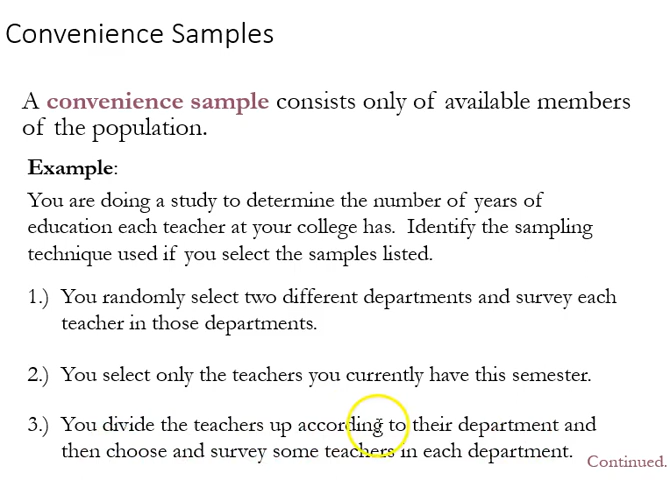 Convenience Samples
A convenience sample consists only of available members
of the population.
Example:
You are doing a study to determine the number of years of
education each teacher at your college has. Identify the sampling
technique used if you select the samples listed.
1.) You randomly select two different departments and survey each
teacher in those departments.
2.) You select only the teachers you currently have this semester.
3.) You divide the teachers up according to their department and
then choose and survey some teachers in each department.
Continued.